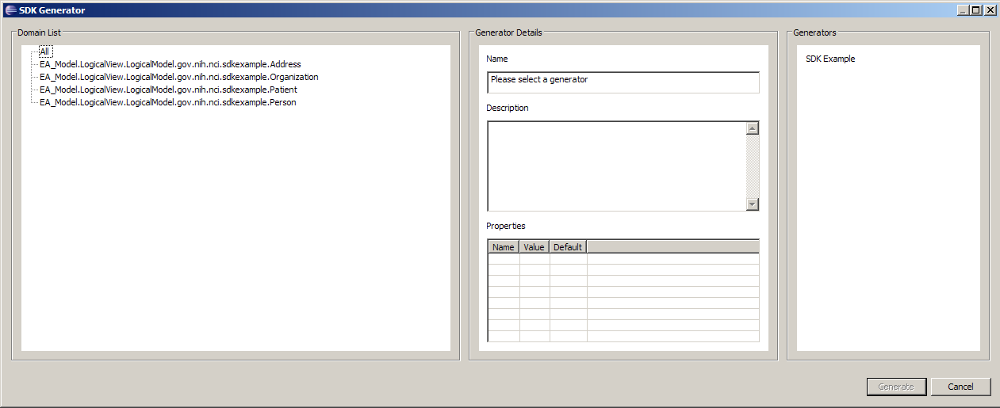 SDK Generator
Domain List
All
EA_Model.LogicalView.LogicalModel.gov.nih.nci.sdkexample.Address
EA_Model.LogicalView.LogicalModel.gov.nih.nci.sdkexample.Organization
EA_Model.LogicalView.LogicalModel.gov.nih.nci.sdkexample.Patient
EA_Model.LogicalView.LogicalModel.gov.nih.nci.sdkexample.Person
Generator Details
Name
Please select a generator
Description
Properties
Name Value Default
Generators
SDK Example
Generate Cancel